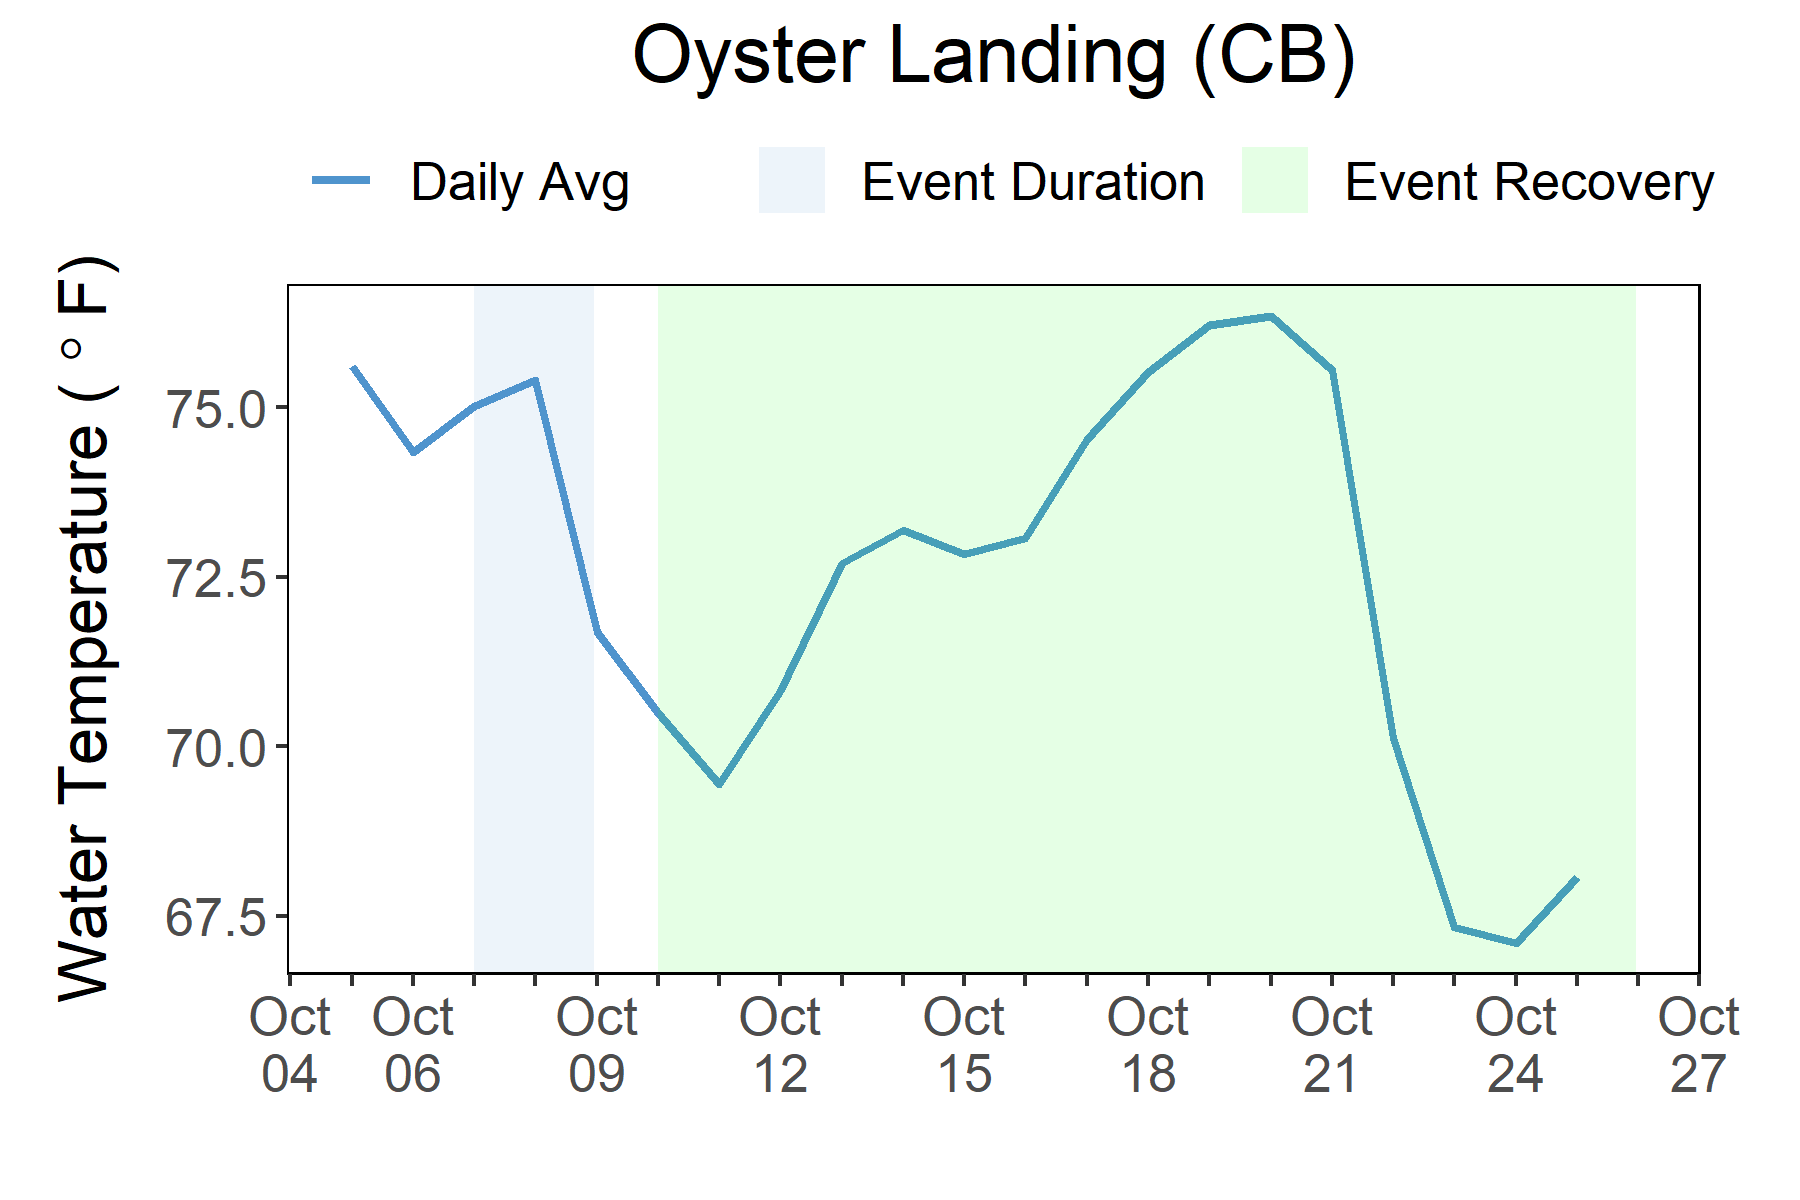 Oyster Landing (CB)
Daily Avg Event Duration Event Recovery
Water Temperature ( ° F)
75.0
72.5
70.0
67.5
Oct Oct Oct Oct Oct Oct Oct Oct Oct
04 06 09 12 15 18 21 24 27